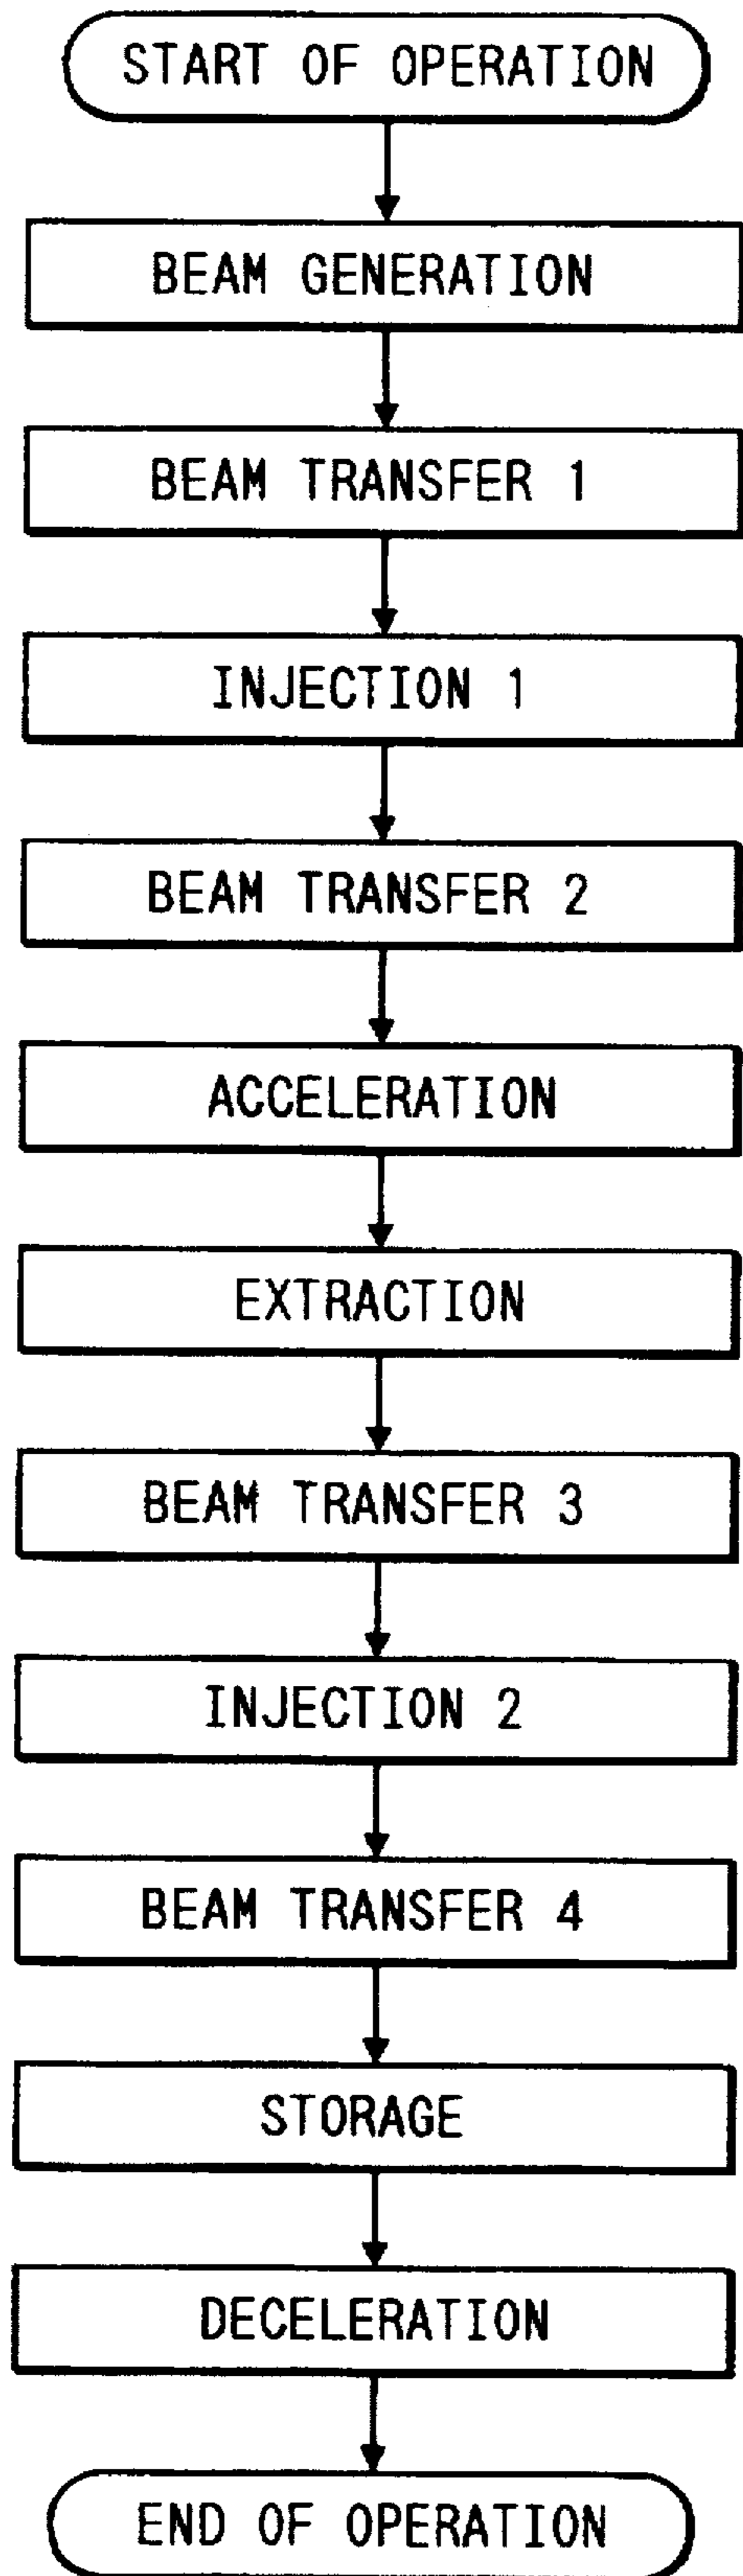 START OF OPERATION
BEAM GENERATION
BEAM TRANSFER 1
INJECTION 1
BEAM TRANSFER 2
ACCELERATION
EXTRACTION
BEAM TRANSFER 3
INJECTION 2
BEAM TRANSFER 4
STORAGE
DECELERATION
END OF OPERATION